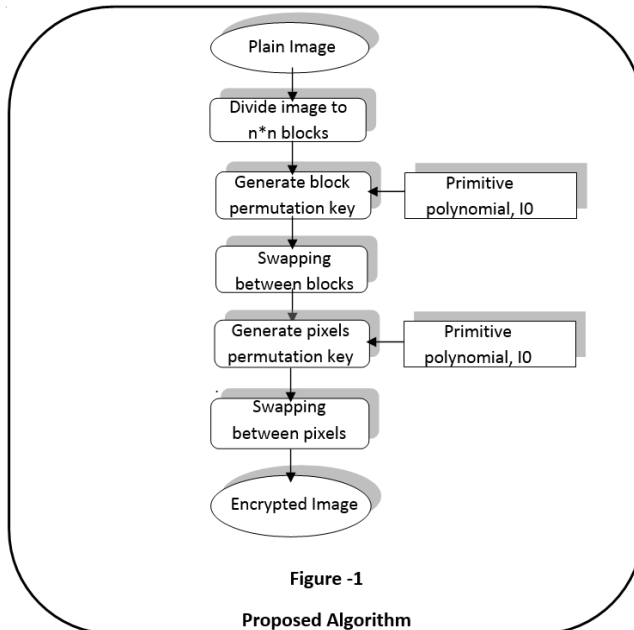 Plain Image
Divide image to
n*n blocks
Generate block
permutation key
Primitive
polynomial, I0
Swapping
between blocks
Generate pixels
permutation key
Primitive
polynomial, I0
Swapping
between pixels
Encrypted Image
Figure -1
Proposed Algorithm